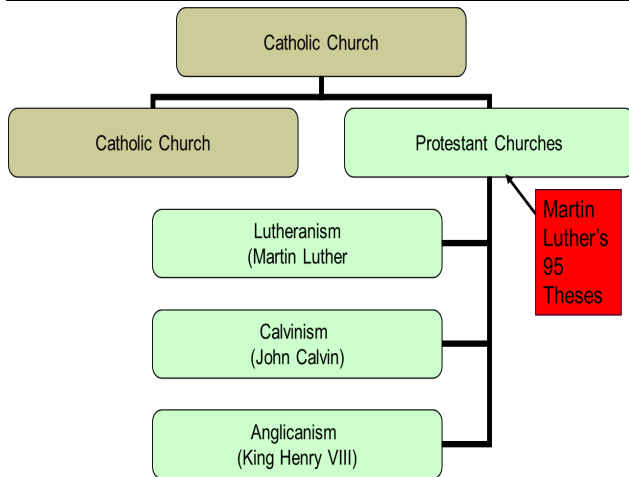 Catholic Church
Catholic Church
Protestant Churches
Martin
Luther's
95
Theses
Lutheranism
(Martin Luther
Calvinism
(John Calvin)
Anglicanism
(King Henry VIII)